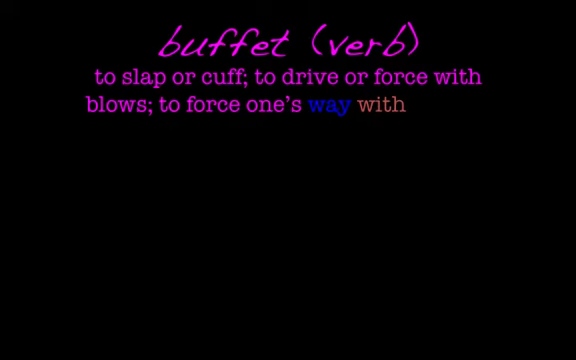 buffet (verb)
to slap or cuff; to drive or force with
blows; to force one's way with